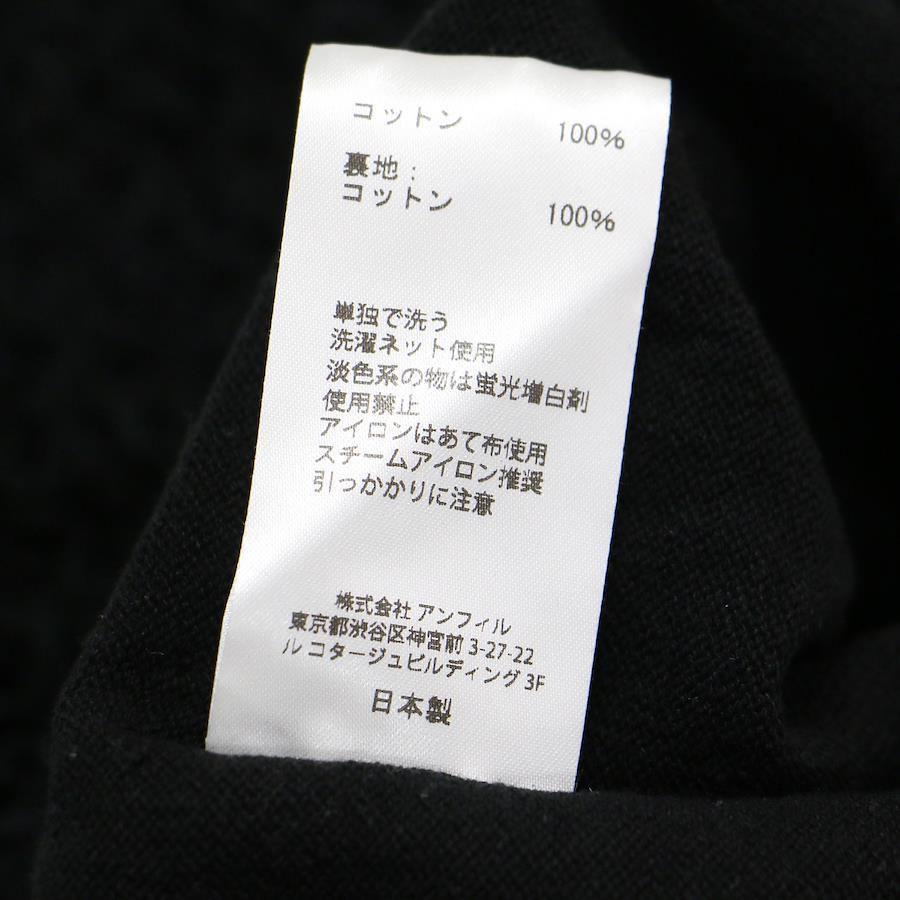 コットン 100%
裏地：
コットン 100%
単独で洗う
洗濯ネット使用
淡色系の物は蛍光増白剤
使用禁止
アイロンはあて布使用
スチームアイロン推奨
引っかかりに注意
株式会社 アンフィル
東京都渋谷区神宮前 3-27-22
ル コタージュビルディング 3F
日本製